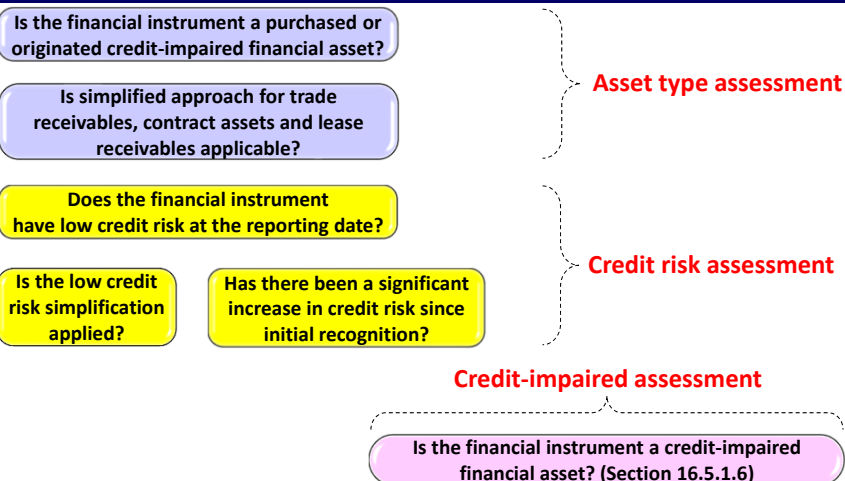 Is the financial instrument a purchased or
originated credit-impaired financial asset?
Asset type assessment
Is simplified approach for trade
receivables, contract assets and lease
receivables applicable?
Does the financial instrument
have low credit risk at the reporting date?
Credit risk assessment
Is the low credit
risk simplification
applied?
Has there been a significant
increase in credit risk since
initial recognition?
Credit-impaired assessment
Is the financial instrument a credit-impaired
financial asset? (Section 16.5.1.6)